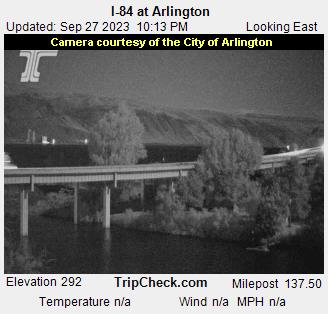 I-84 at Arlington
Updated: Sep 27 2023 10:13 PM Looking East
Camera courtesy of the City of Arlington
Elevation 292 TripCheck.com Milepost 137.50
Temperature n/a Wind n/a MPH n/a